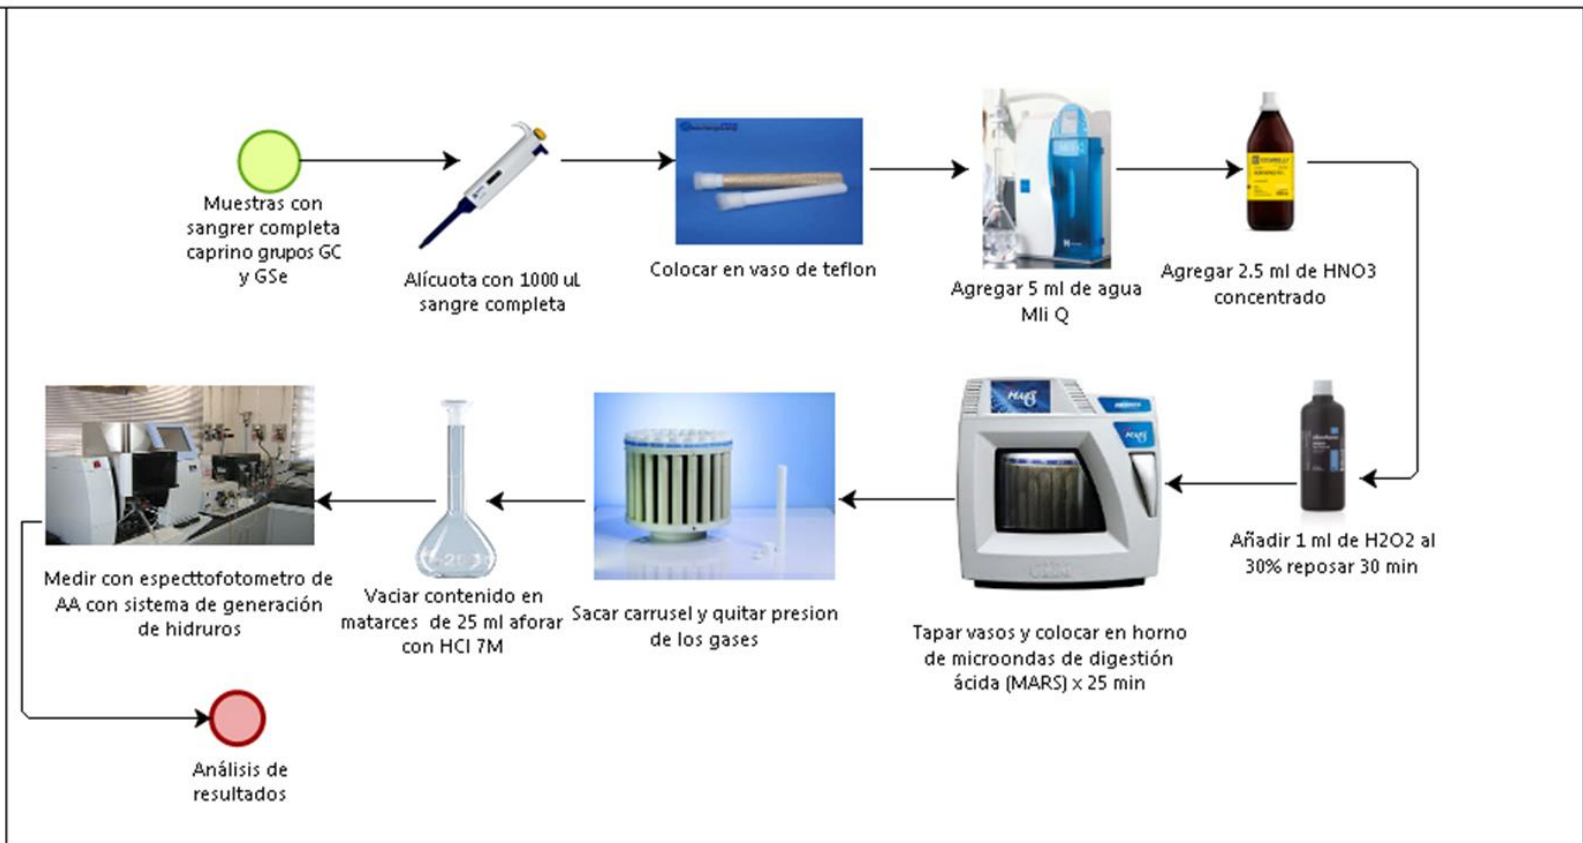 Muestras con
sangrer completa
caprino grupos GC
y GSe
Alícuota con 1000 uL
sangre completa
Colocar en vaso de teflon
Agregar 5 ml de agua
Mli Q
Agregar 2.5 ml de HNO3
concentrado
Añadir 1 ml de H2O2 al
30% reposar 30 min
MARS
MARS
Tapar vasos y colocar en horno
de microondas de digestión
ácida (MARS) x 25 min
Sacar carrusel y quitar presion
de los gases
Vaciar contenido en
matarces de 25 ml aforar
con HCl 7M
Medir con especttofotometro de
AA con sistema de generación
de hidruros
Análisis de
resultados